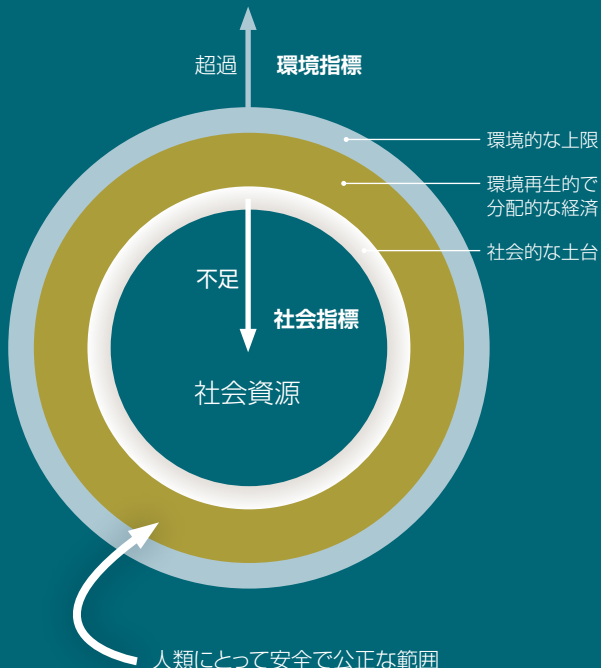 超過
環境指標
環境的な上限
環境再生的で
分配的な経済
社会的な土台
不足
社会指標
社会資源
人類にとって安全で公正な範囲